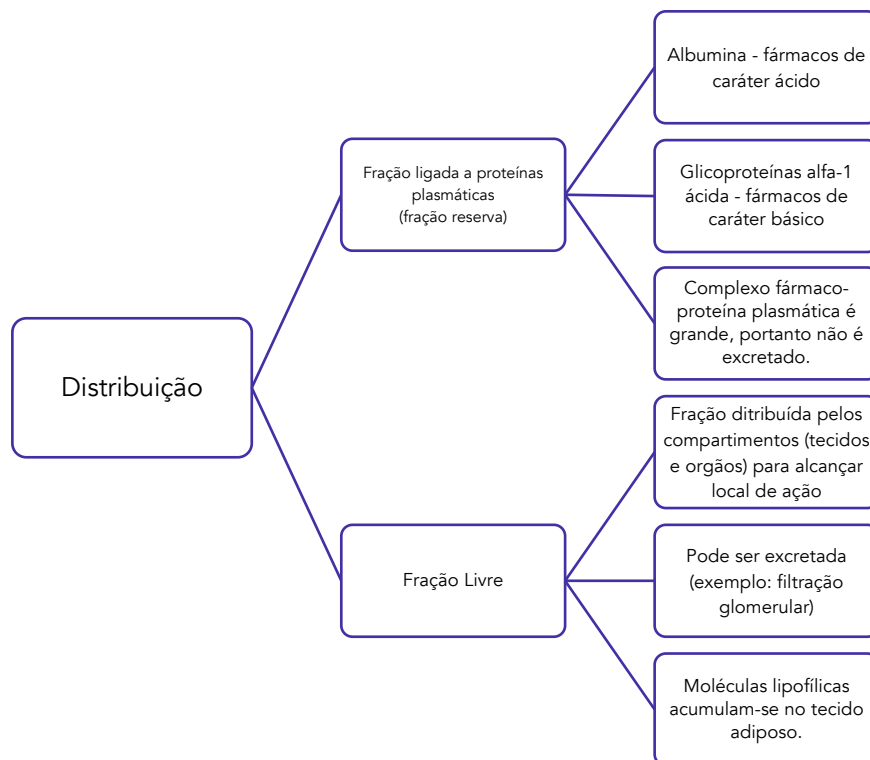 Distribuição
Fração ligada a proteínas
plasmáticas
(fração reserva)
Albumina - fármacos de
caráter ácido
Glicoproteínas alfa-1
ácida - fármacos de
caráter básico
Complexo fármaco-
proteína plasmática é
grande, portanto não é
excretado.
Fração Livre
Fração ditribuída pelos
compartimentos (tecidos
e orgãos) para alcançar
local de ação
Pode ser excretada
(exemplo: filtração
glomerular)
Moléculas lipofílicas
acumulam-se no tecido
adiposo.